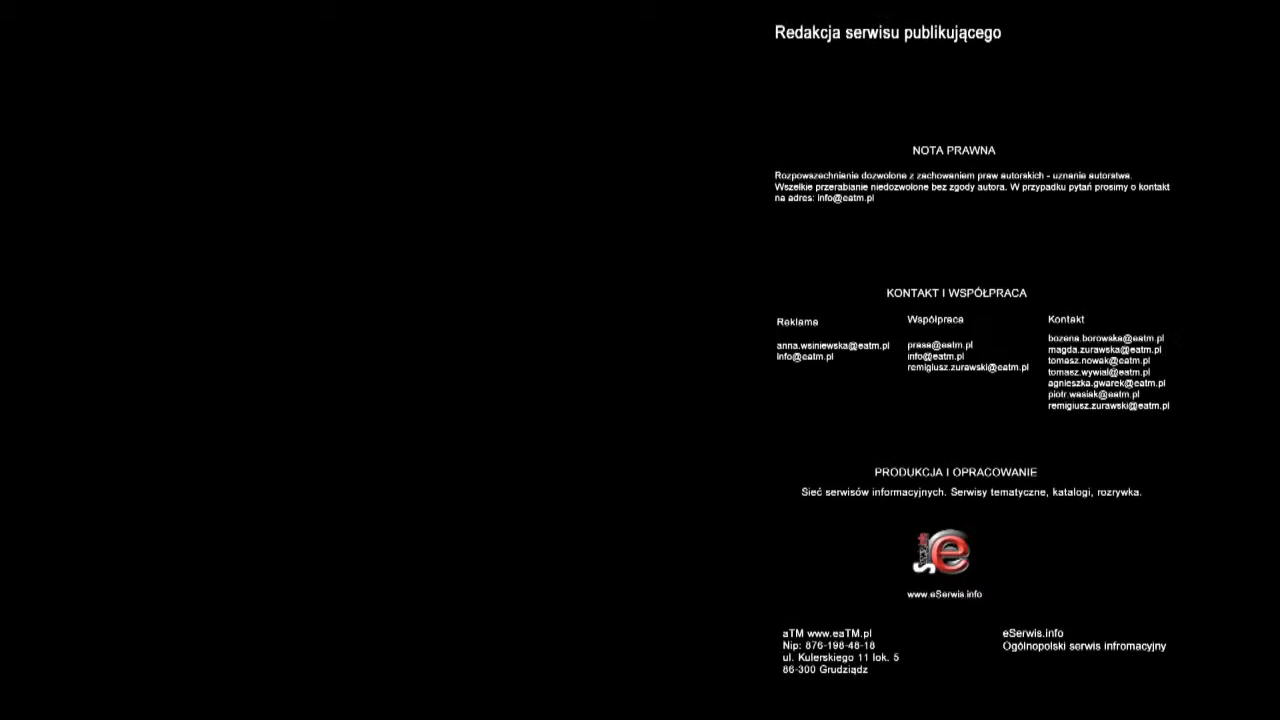 Redakcja serwisu publikującego
NOTA PRAWNA
Rozpowszechnianie dozwolone z zachowaniem praw autorskich - uznanie autorstwa.
Wszelkie przerabianie niedozwolone bez zgody autora. W przypadku pytań prosimy o kontakt
na adres: info@eatm.pl
KONTAKT I WSPÓŁPRACA
Reklama
anna.wsiniewska@eatm.pl
info@eatm.pl
Współpraca
prasa@eatm.pl
info@eatm.pl
remigiusz.zurawski@eatm.pl
Kontakt
bozena.borowska@eatm.pl
magda.zurawska@eatm.pl
tomasz.nowak@eatm.pl
tomasz.wywial@eatm.pl
agnieszka.gwarek@eatm.pl
piotr.wasiak@eatm.pl
remigiusz.zurawski@eatm.pl
PRODUKCJA I OPRACOWANIE
Sieć serwisów informacyjnych. Serwisy tematyczne, katalogi, rozrywka.
www.eSerwis.info
aTM www.eaTM.pl
Nip: 876-198-48-18
ul. Kulerskiego 11 lok. 5
86-300 Grudziądz
eSerwis.info
Ogólnopolski serwis infromacyjny